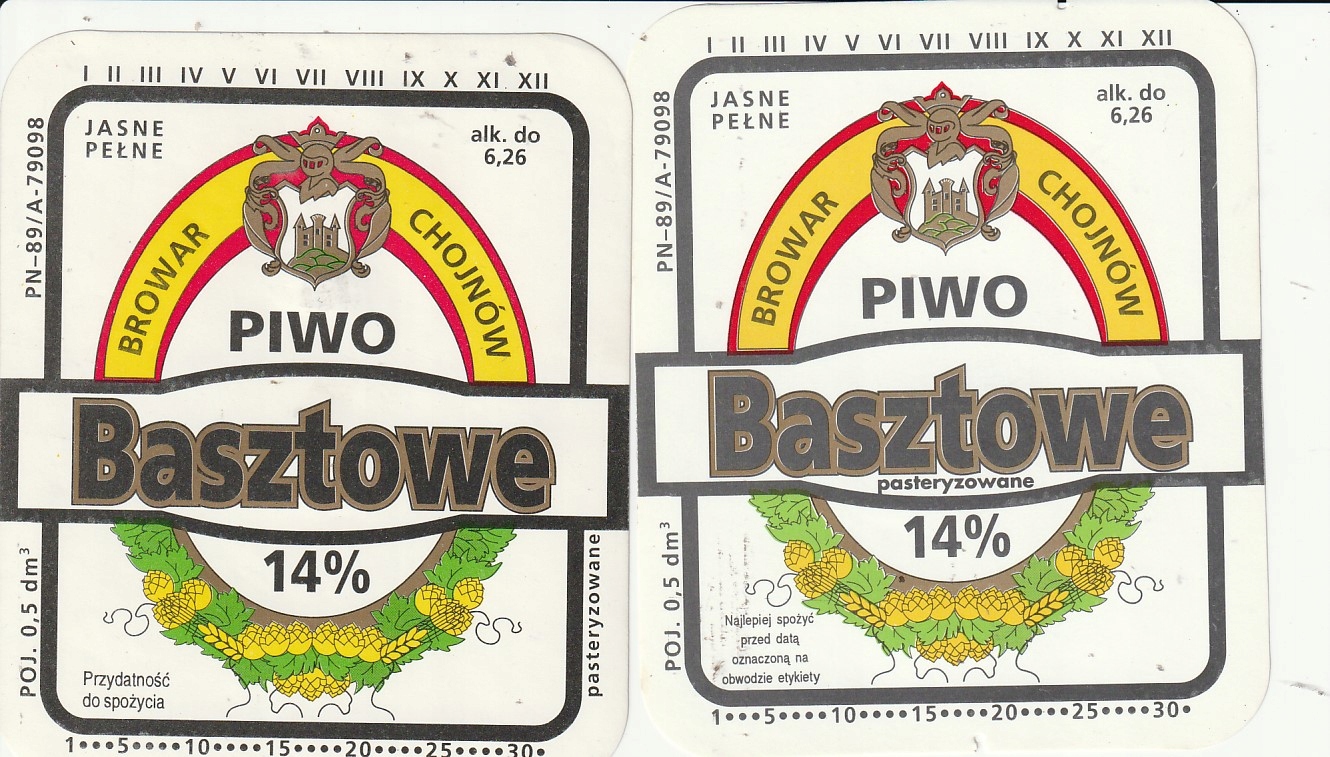 I II III IV V VI VII VIII IX X XI XII
PN-89/A-79098
JASNE
PEŁNE
alk. do
6,26
BROWAR CHOJNÓW
PIWO
Basztowe
14%
POJ. 0,5 dm³
pasteryzowane
Przydatność
do spożycia
1•••5••••10••••15••••20••••25••••30•
I II III IV V VI VII VIII IX X XI XII
PN-89/A-79098
JASNE
PEŁNE
alk. do
6,26
BROWAR CHOJNÓW
PIWO
Basztowe
pasteryzowane
14%
POJ. 0,5 dm³
Najlepiej spożyć
przed datą
oznaczoną na
obwodzie etykiety
1•••5••••10••••15••••20••••25••••30•